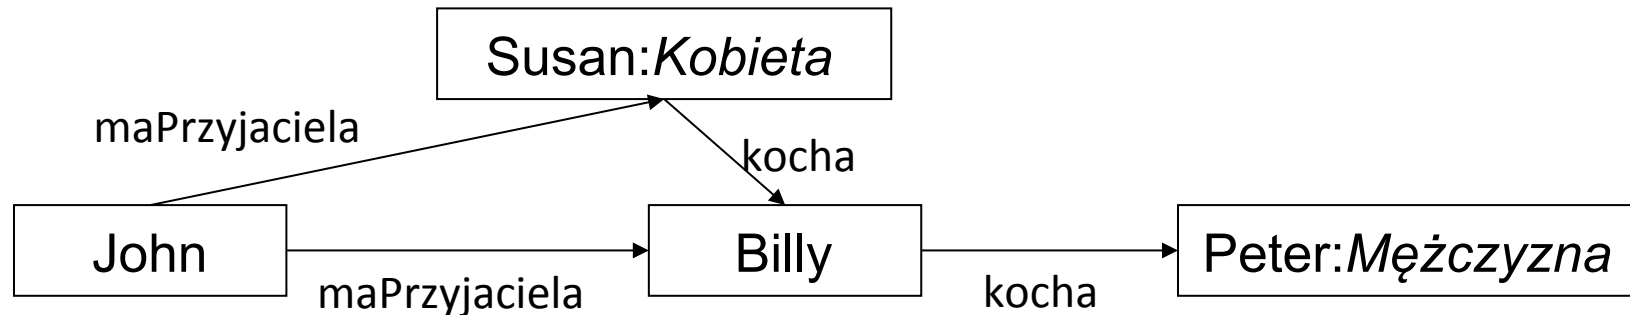 Susan:Kobieta
maPrzyjaciela
kocha
John
Billy
Peter:Mężczyzna
maPrzyjaciela
kocha